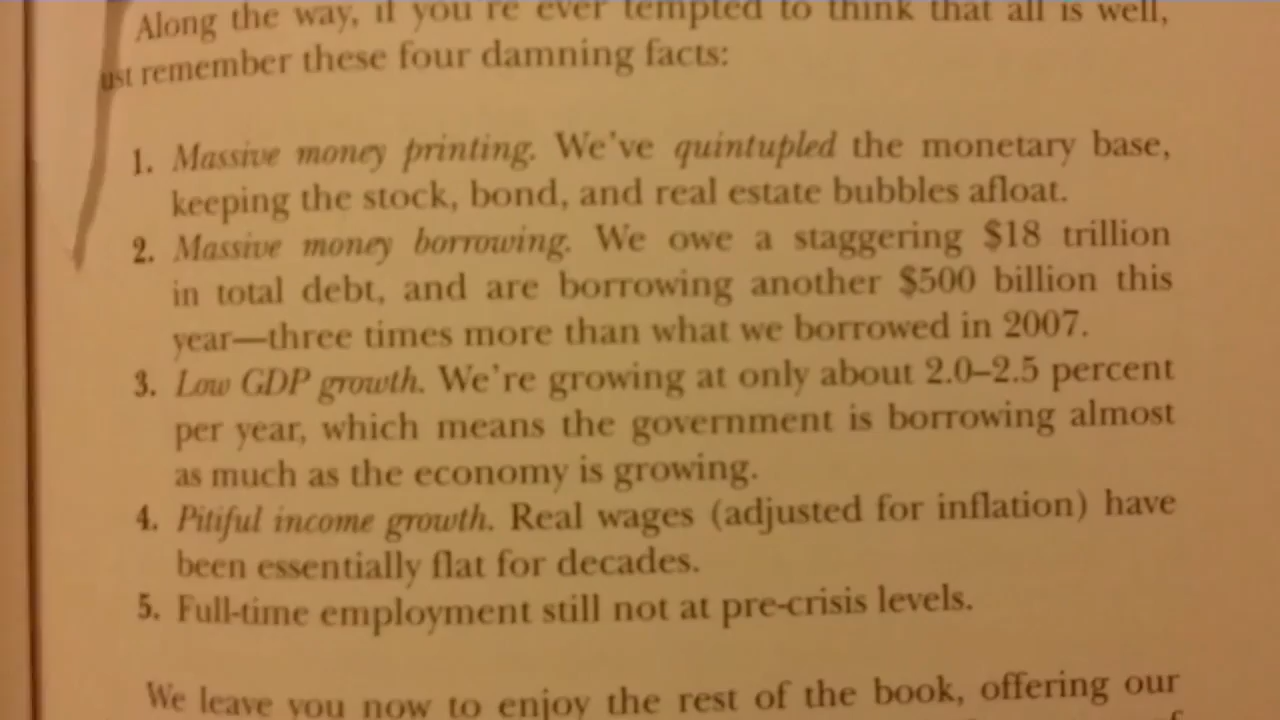 Along the way, if you're ever tempted to think that all is well,
ust remember these four damning facts:
1. Massive money printing. We've quintupled the monetary base,
keeping the stock, bond, and real estate bubbles afloat.
2. Massive money borrowing. We owe a staggering $18 trillion
in total debt, and are borrowing another $500 billion this
year—three times more than what we borrowed in 2007.
3. Low GDP growth. We're growing at only about 2.0–2.5 percent
per year, which means the government is borrowing almost
as much as the economy is growing.
4. Pitiful income growth. Real wages (adjusted for inflation) have
been essentially flat for decades.
5. Full-time employment still not at pre-crisis levels.
We leave you now to enjoy the rest of the book, offering our